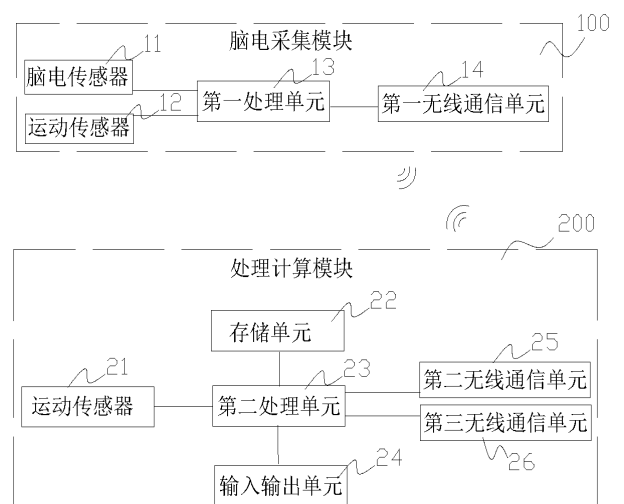 脑电采集模块
100
11
脑电传感器
13
第一处理单元
14
第一无线通信单元
12
运动传感器
200
处理计算模块
22
存储单元
21
运动传感器
23
第二处理单元
25
第二无线通信单元
第三无线通信单元
26
24
输入输出单元